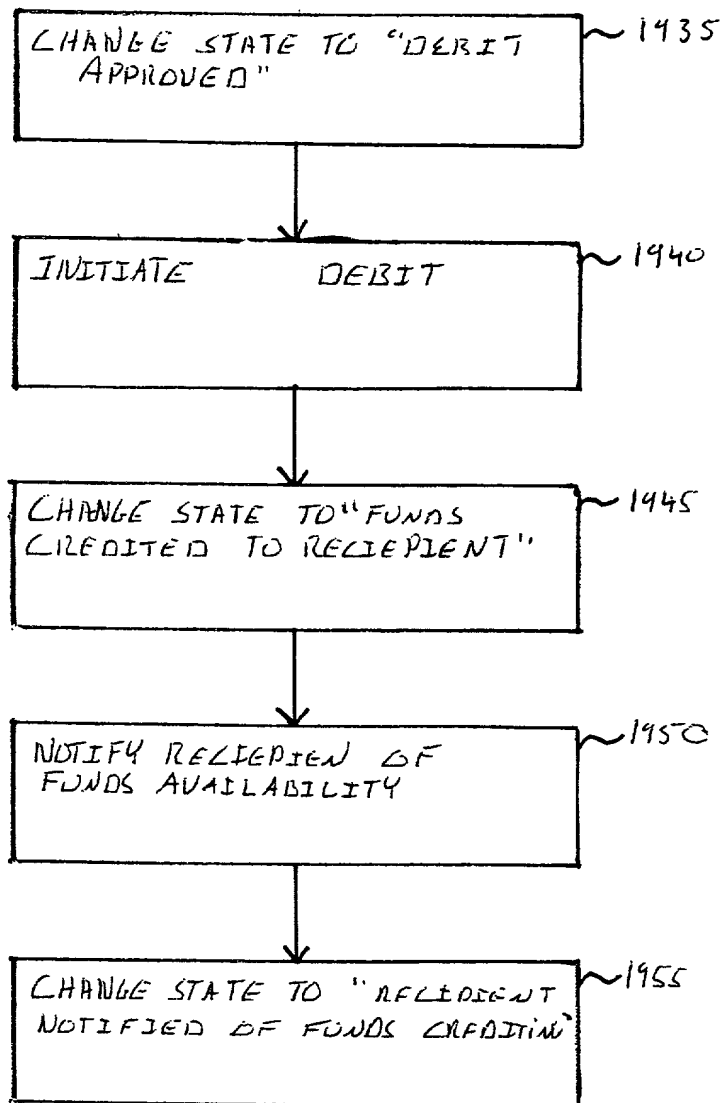 CHANGE STATE TO "DEBIT
APPROVED"
1935
INITIATE DEBIT
1940
CHANGE STATE TO "FUNDS
CREDITED TO RECIEPIENT"
1945
NOTIFY RECIEPIEN OF
FUNDS AVAILABILITY
1950
CHANGE STATE TO "RECIPIENT
NOTIFIED OF FUNDS CREDITIN"
1955